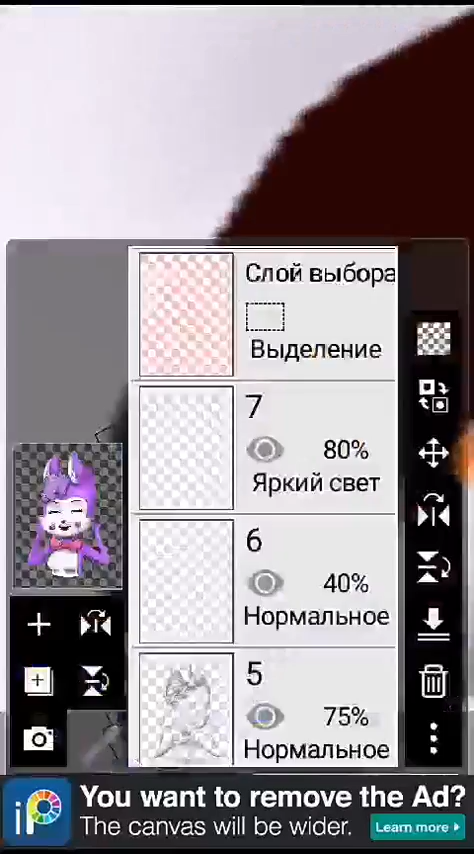 Слой выбора
Выделение
7
80%
Яркий свет
6
40%
Нормальное
5
75%
Нормальное
iP
You want to remove the Ad?
The canvas will be wider.
Learn more